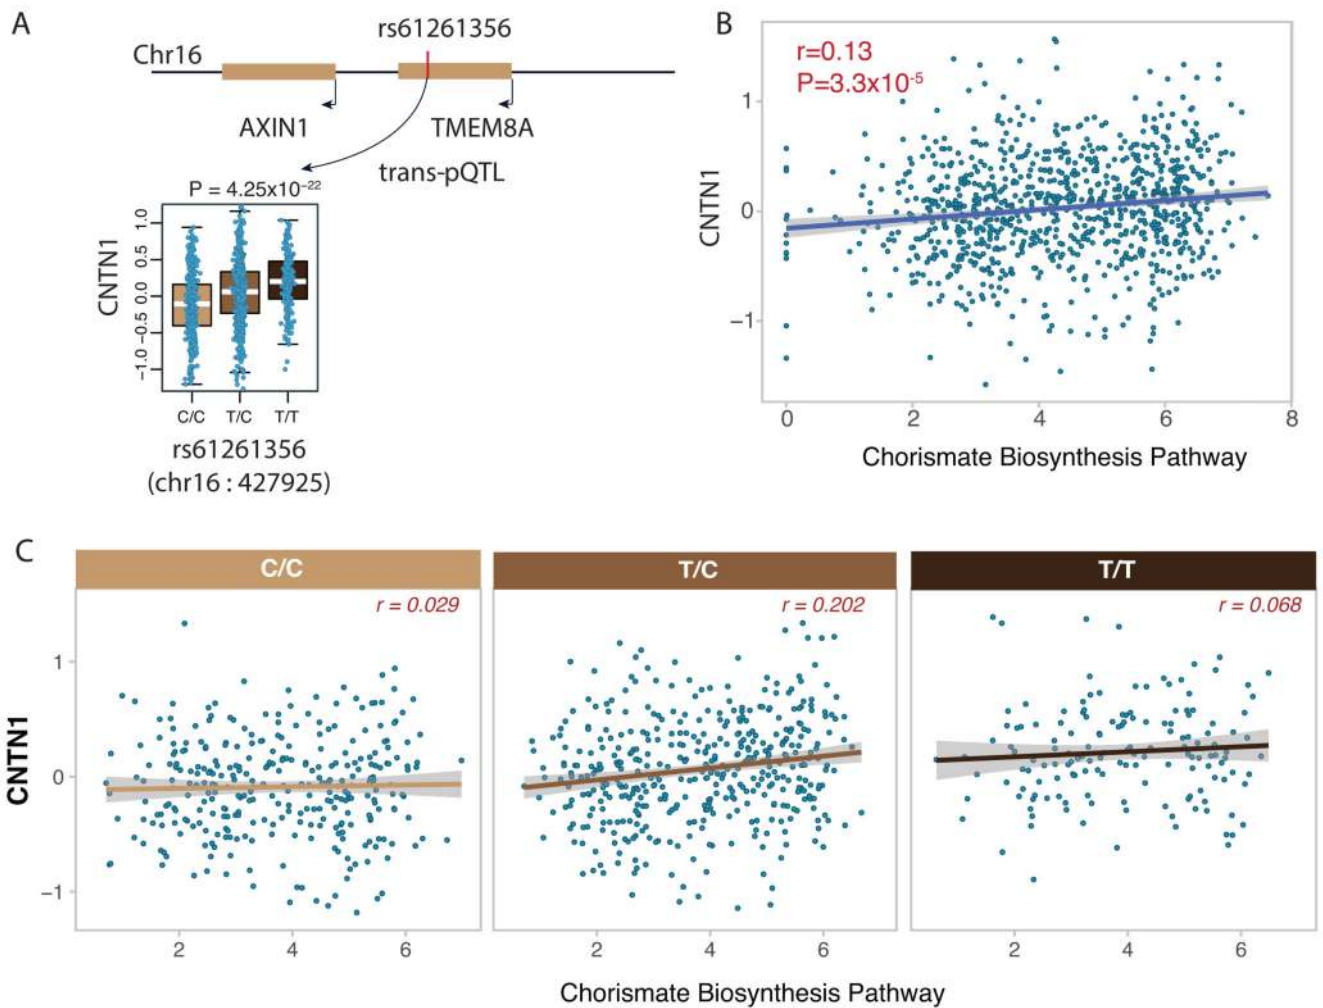 A
rs61261356
Chr16
AXIN1
TMEM8A
trans-pQTL
P = 4.25x10⁻²²
CNTN1
1.0
0.5
0.0
−0.5
−1.0
C/C T/C T/T
rs61261356
(chr16 : 427925)
B
r=0.13
P=3.3x10⁻⁵
CNTN1
1
0
−1
0 2 4 6 8
Chorismate Biosynthesis Pathway
C
C/C T/C T/T
r = 0.029 r = 0.202 r = 0.068
CNTN1
1
0
−1
2 4 6 2 4 6 2 4 6
Chorismate Biosynthesis Pathway